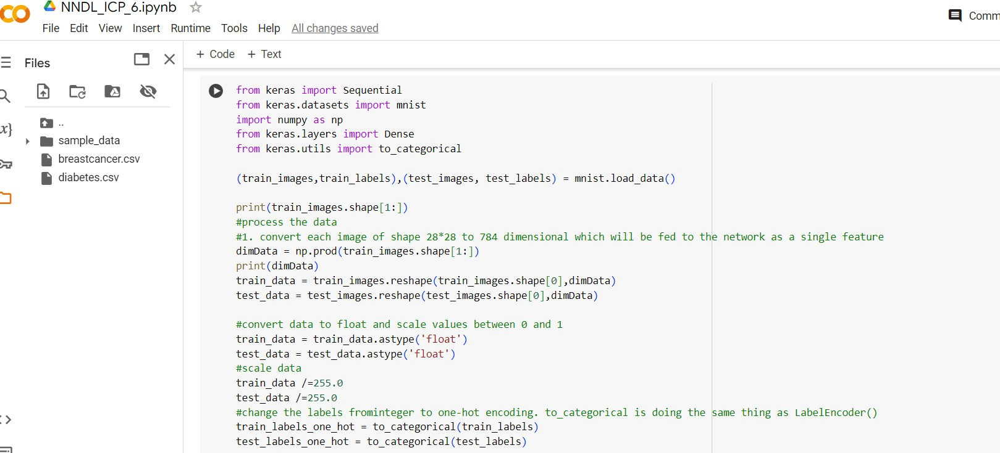 NNDL_ICP_6.ipynb
File Edit View Insert Runtime Tools Help All changes saved
Files
..
sample_data
breastcancer.csv
diabetes.csv
+ Code + Text
from keras import Sequential
from keras.datasets import mnist
import numpy as np
from keras.layers import Dense
from keras.utils import to_categorical
(train_images,train_labels),(test_images, test_labels) = mnist.load_data()
print(train_images.shape[1:])
#process the data
#1. convert each image of shape 28*28 to 784 dimensional which will be fed to the network as a single feature
dimData = np.prod(train_images.shape[1:])
print(dimData)
train_data = train_images.reshape(train_images.shape[0],dimData)
test_data = test_images.reshape(test_images.shape[0],dimData)
#convert data to float and scale values between 0 and 1
train_data = train_data.astype('float')
test_data = test_data.astype('float')
#scale data
train_data /=255.0
test_data /=255.0
#change the labels frominteger to one-hot encoding. to_categorical is doing the same thing as LabelEncoder()
train_labels_one_hot = to_categorical(train_labels)
test_labels_one_hot = to_categorical(test_labels)